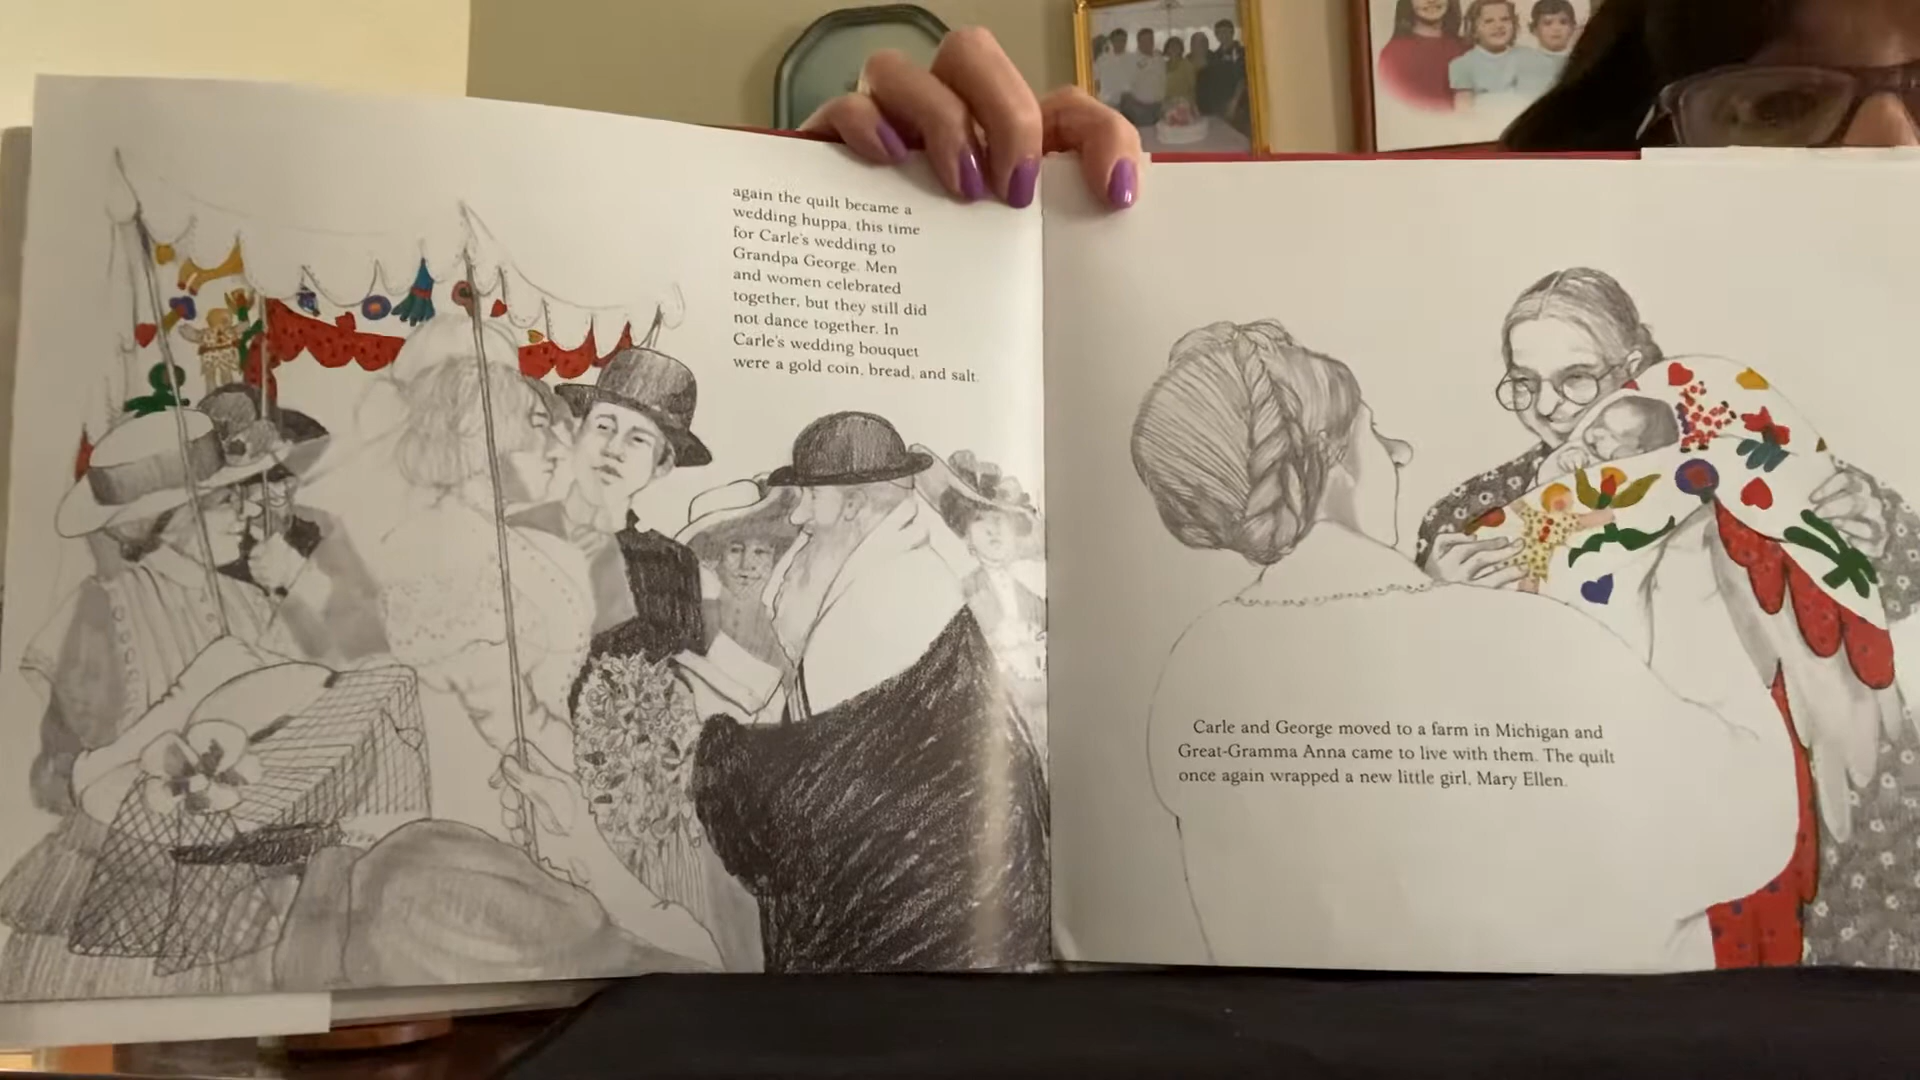 again the quilt became a
wedding huppa, this time
for Carle's wedding to
Grandpa George. Men
and women celebrated
together, but they still did
not dance together. In
Carle's wedding bouquet
were a gold coin, bread, and salt.
Carle and George moved to a farm in Michigan and
Great-Gramma Anna came to live with them. The quilt
once again wrapped a new little girl, Mary Ellen.